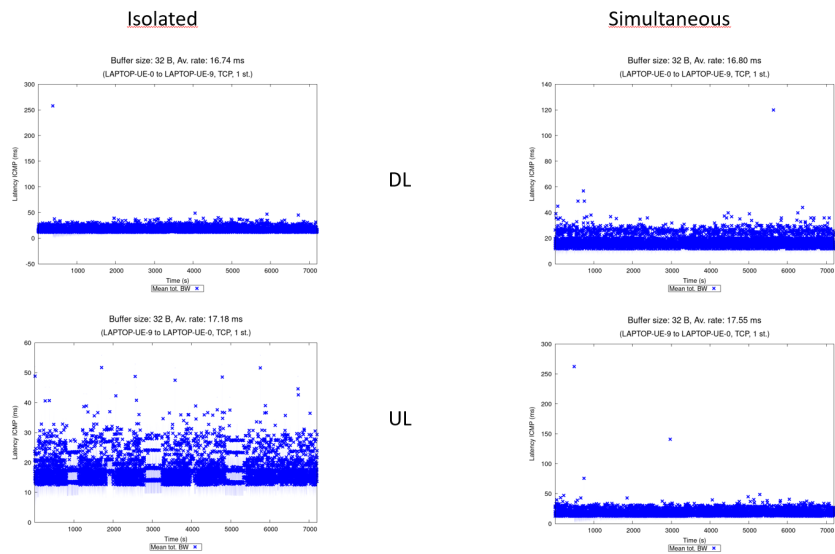 Isolated
Simultaneous
Buffer size: 32 B, Av. rate: 16.74 ms
(LAPTOP-UE-0 to LAPTOP-UE-9, TCP, 1 st.)
300
250
200
150
100
50
0
-50
Latency ICMP (ms)
1000 2000 3000 4000 5000 6000 7000
Time (s)
Mean tot. BW
Buffer size: 32 B, Av. rate: 16.80 ms
(LAPTOP-UE-0 to LAPTOP-UE-9, TCP, 1 st.)
140
120
100
80
60
40
20
0
Latency ICMP (ms)
1000 2000 3000 4000 5000 6000 7000
Time (s)
Mean tot. BW
DL
Buffer size: 32 B, Av. rate: 17.18 ms
(LAPTOP-UE-9 to LAPTOP-UE-0, TCP, 1 st.)
60
50
40
30
20
10
0
Latency ICMP (ms)
1000 2000 3000 4000 5000 6000 7000
Time (s)
Mean tot. BW
Buffer size: 32 B, Av. rate: 17.55 ms
(LAPTOP-UE-9 to LAPTOP-UE-0, TCP, 1 st.)
300
250
200
150
100
50
0
Latency ICMP (ms)
1000 2000 3000 4000 5000 6000 7000
Time (s)
Mean tot. BW
UL